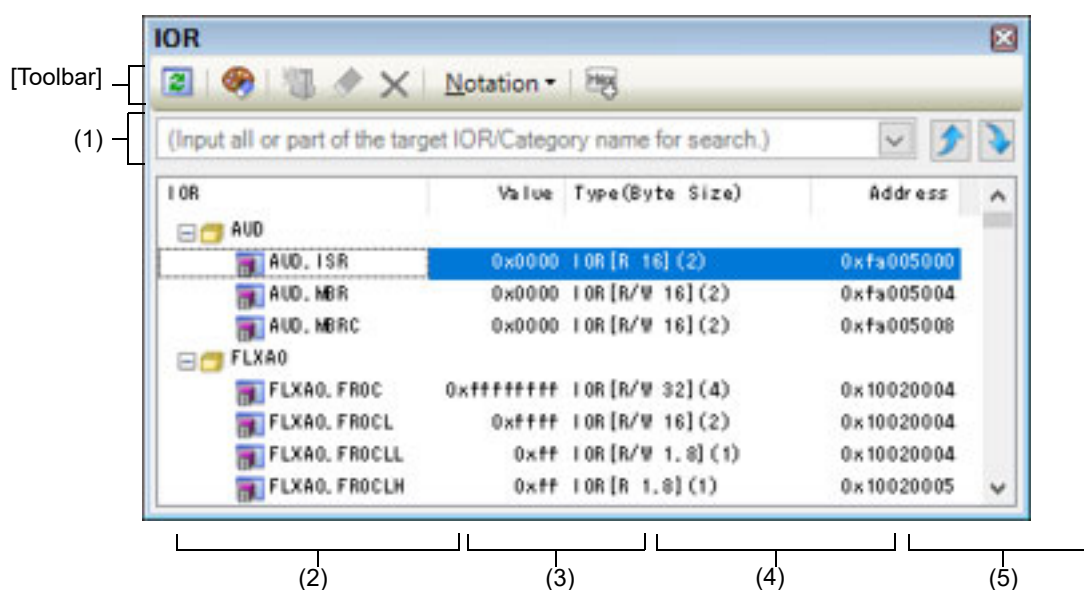 IOR
[Toolbar]
Notation
Hex
(1)
(Input all or part of the target IOR/Category name for search.)
IOR Value Type(Byte Size) Address
AUD
AUD.ISR 0x0000 IOR[R 16](2) 0xfa005000
AUD.MBR 0x0000 IOR[R/W 16](2) 0xfa005004
AUD.MBRC 0x0000 IOR[R/W 16](2) 0xfa005008
FLXA0
FLXA0.FROC 0xffffffff IOR[R/W 32](4) 0x10020004
FLXA0.FROCL 0xffff IOR[R/W 16](2) 0x10020004
FLXA0.FROCLL 0xff IOR[R/W 1.8](1) 0x10020004
FLXA0.FROCLH 0xff IOR[R 1.8](1) 0x10020005
(2) (3) (4) (5)